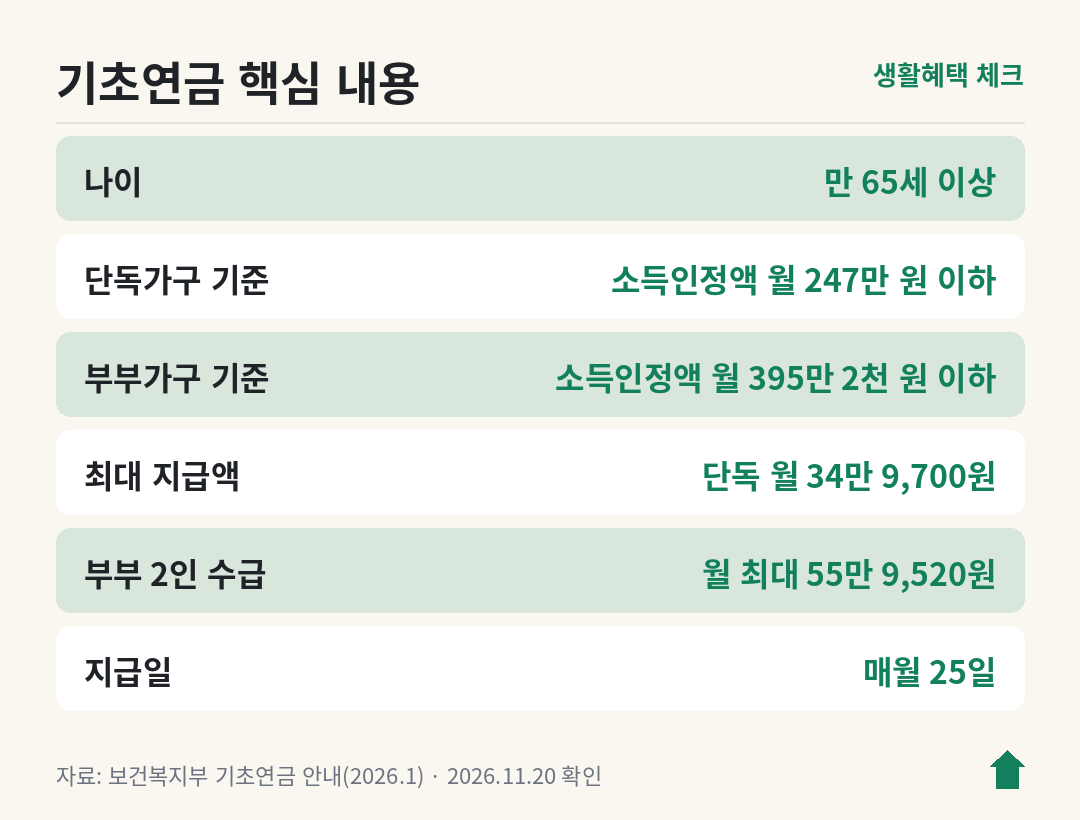 기초연금 핵심 내용
생활혜택 체크
나이 만 65세 이상
단독가구 기준 소득인정액 월 247만 원 이하
부부가구 기준 소득인정액 월 395만 2천 원 이하
최대 지급액 단독 월 34만 9,700원
부부 2인 수급 월 최대 55만 9,520원
지급일 매월 25일
자료: 보건복지부 기초연금 안내(2026.1) · 2026.11.20 확인